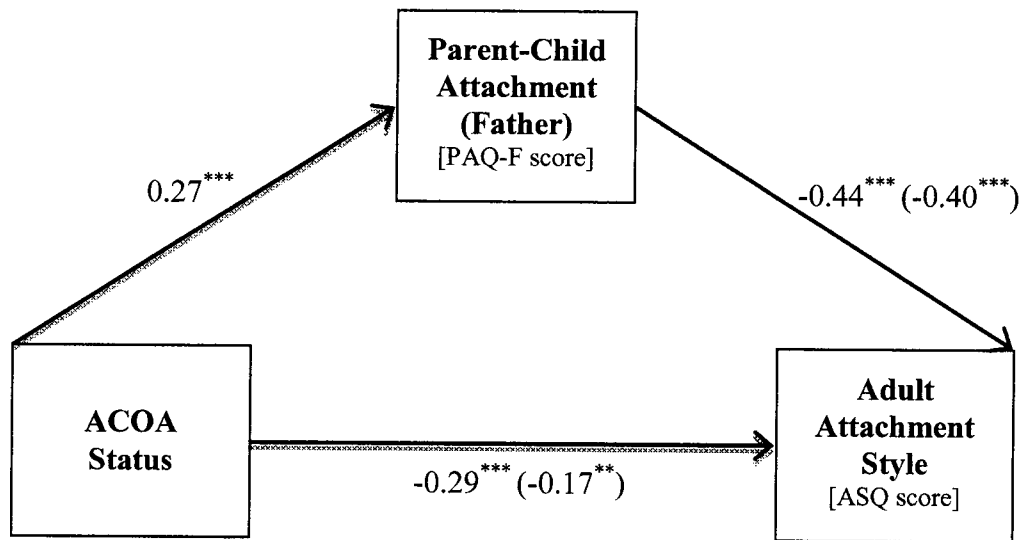 Parent-Child
Attachment
(Father)
[PAQ-F score]
0.27***
-0.44*** (-0.40***)
ACOA
Status
-0.29*** (-0.17**)
Adult
Attachment
Style
[ASQ score]